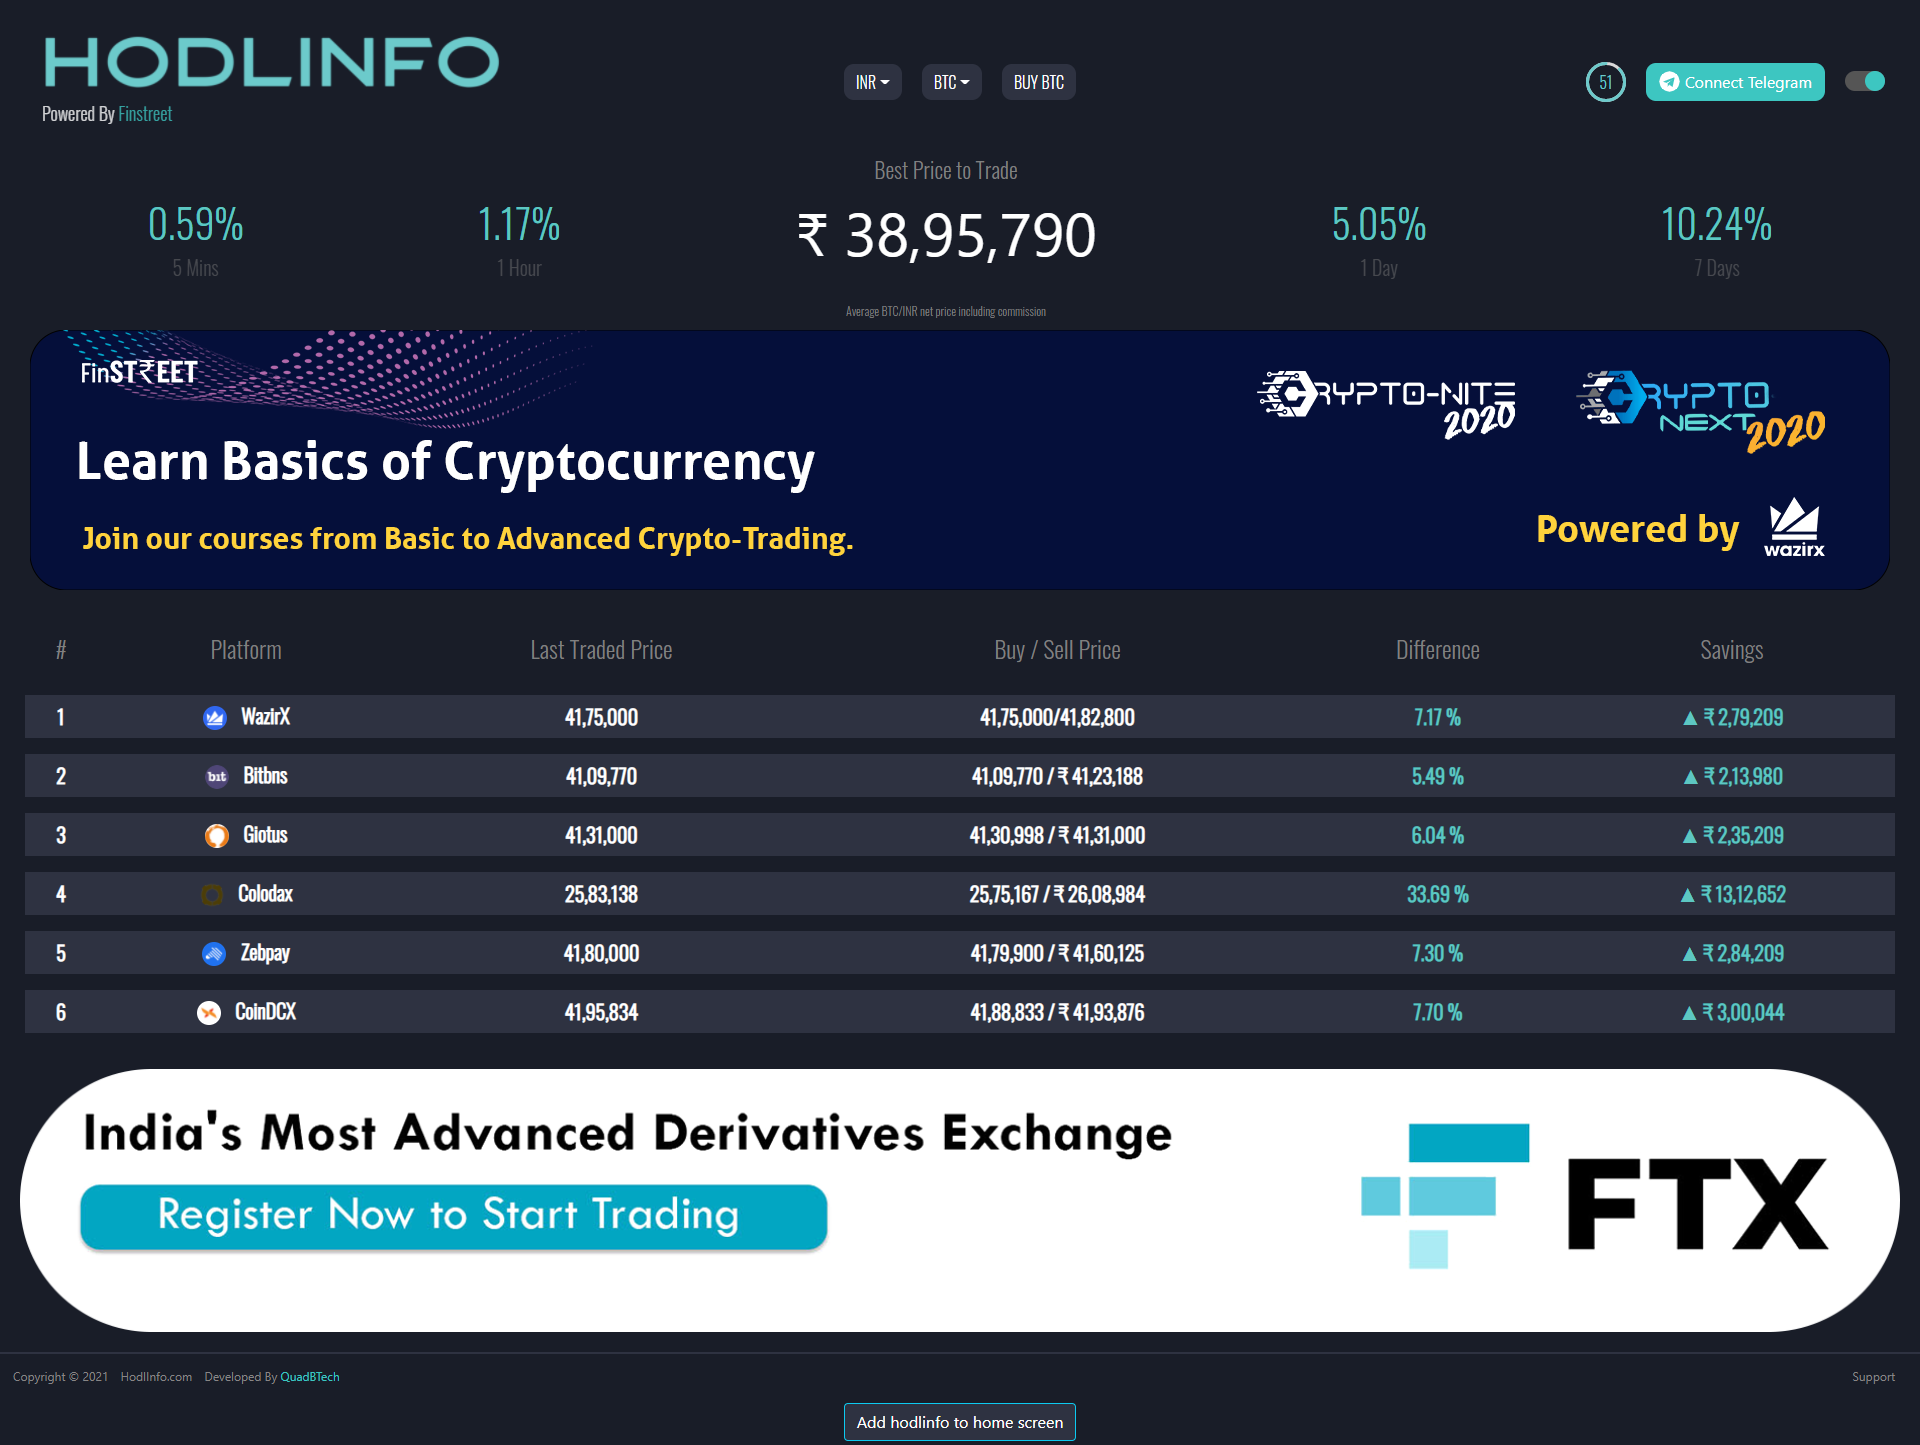 HODLINFO
Powered By Finstreet
INR
BTC
BUY BTC
51
Connect Telegram
Best Price to Trade
0.59%
5 Mins
1.17%
1 Hour
₹ 38,95,790
5.05%
1 Day
10.24%
7 Days
Average BTC/INR net price including commission
FinST₹EET
CRYPTO-NITE
2020
CRYPTO
NEXT 2020
Learn Basics of Cryptocurrency
Join our courses from Basic to Advanced Crypto-Trading.
Powered by
wazirx
# Platform Last Traded Price Buy / Sell Price Difference Savings
1 WazirX 41,75,000 41,75,000/41,82,800 7.17 % ▲ ₹ 2,79,209
2 bit Bitbns 41,09,770 41,09,770 / ₹ 41,23,188 5.49 % ▲ ₹ 2,13,980
3 Giotus 41,31,000 41,30,998 / ₹ 41,31,000 6.04 % ▲ ₹ 2,35,209
4 Colodax 25,83,138 25,75,167 / ₹ 26,08,984 33.69 % ▲ ₹ 13,12,652
5 Zebpay 41,80,000 41,79,900 / ₹ 41,60,125 7.30 % ▲ ₹ 2,84,209
6 CoinDCX 41,95,834 41,88,833 / ₹ 41,93,876 7.70 % ▲ ₹ 3,00,044
India's Most Advanced Derivatives Exchange
Register Now to Start Trading
FTX
Copyright © 2021 HodlInfo.com Developed By QuadBTech
Support
Add hodlinfo to home screen